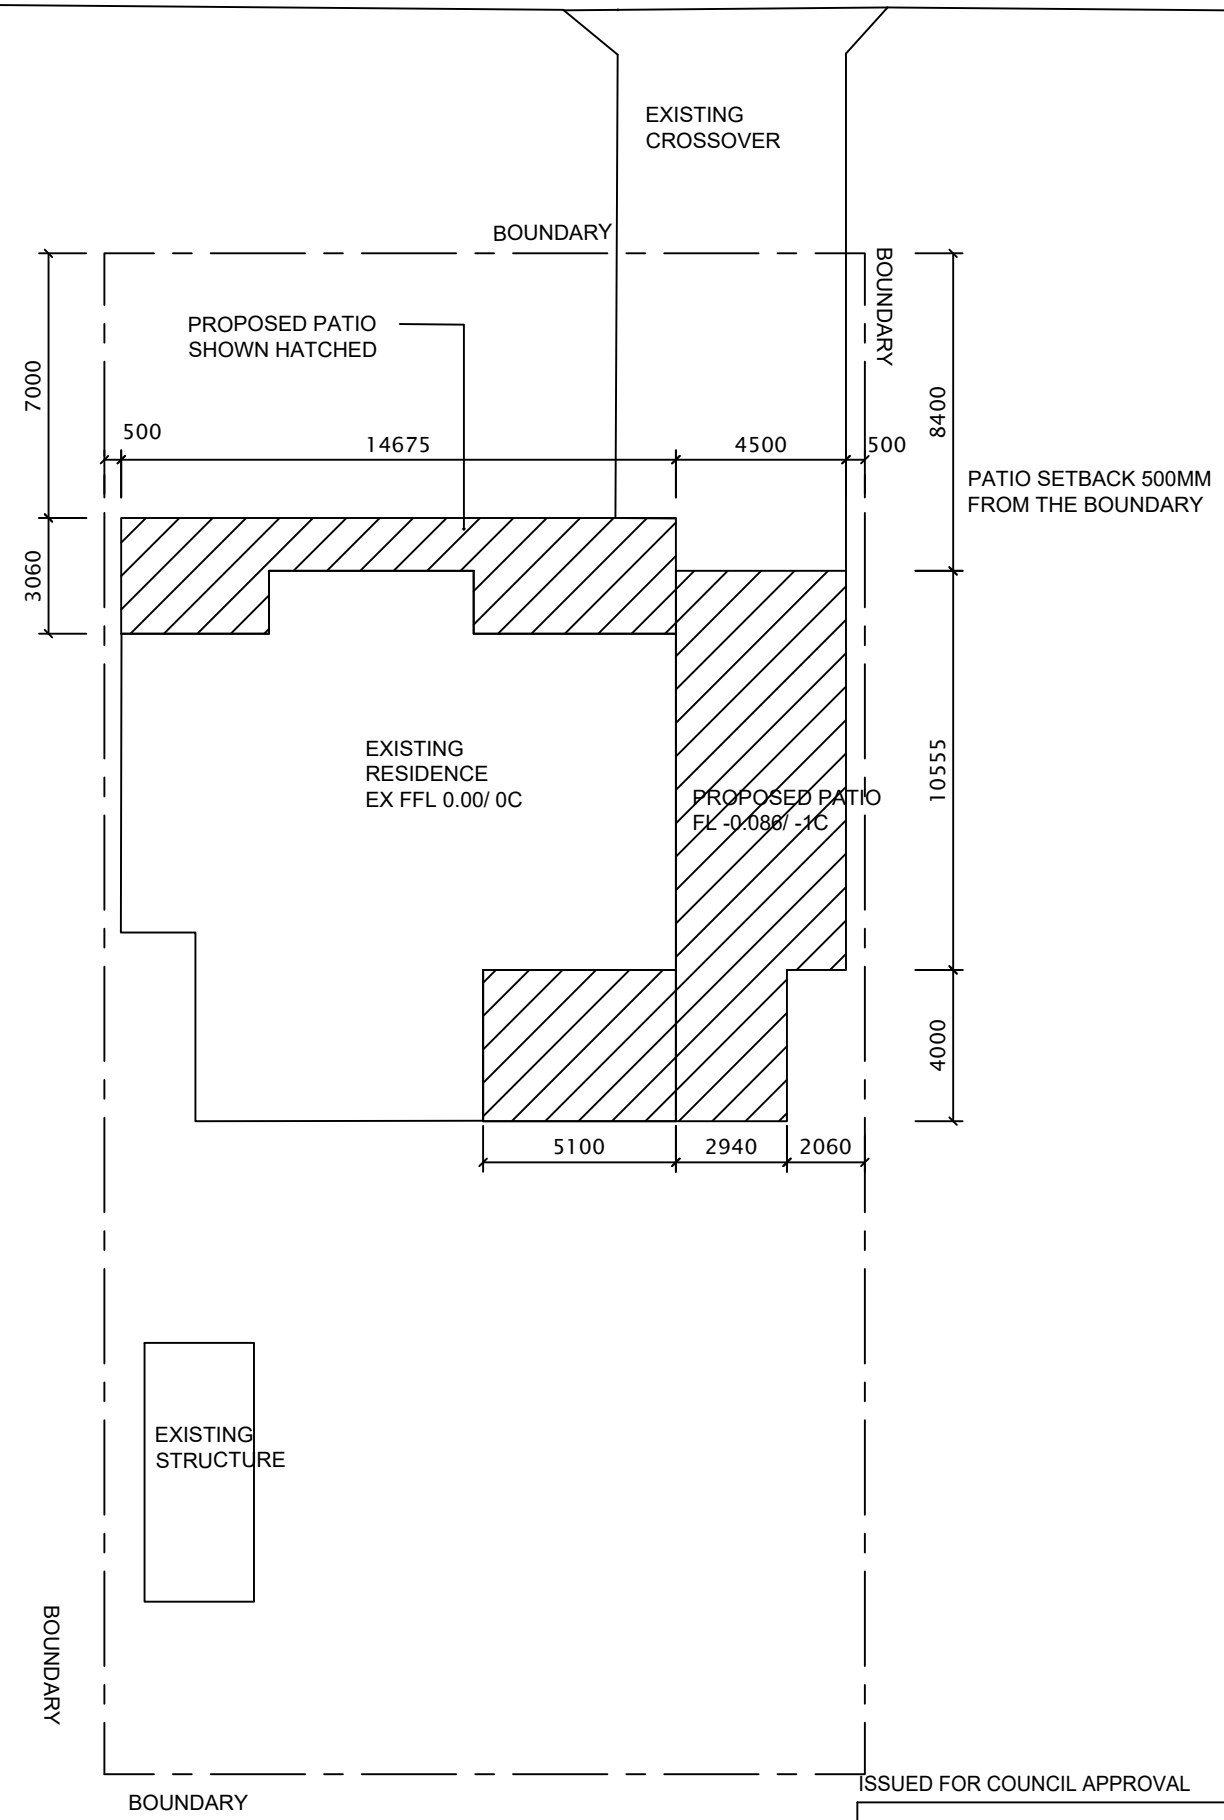 EXISTING
CROSSOVER
BOUNDARY
BOUNDARY
PROPOSED PATIO
SHOWN HATCHED
7000
8400
500
14675
4500
500
PATIO SETBACK 500MM
FROM THE BOUNDARY
3060
EXISTING
RESIDENCE
EX FFL 0.00/ 0C
PROPOSED PATIO
FL -0.086/ -1C
10555
4000
5100
2940
2060
EXISTING
STRUCTURE
BOUNDARY
BOUNDARY
ISSUED FOR COUNCIL APPROVAL